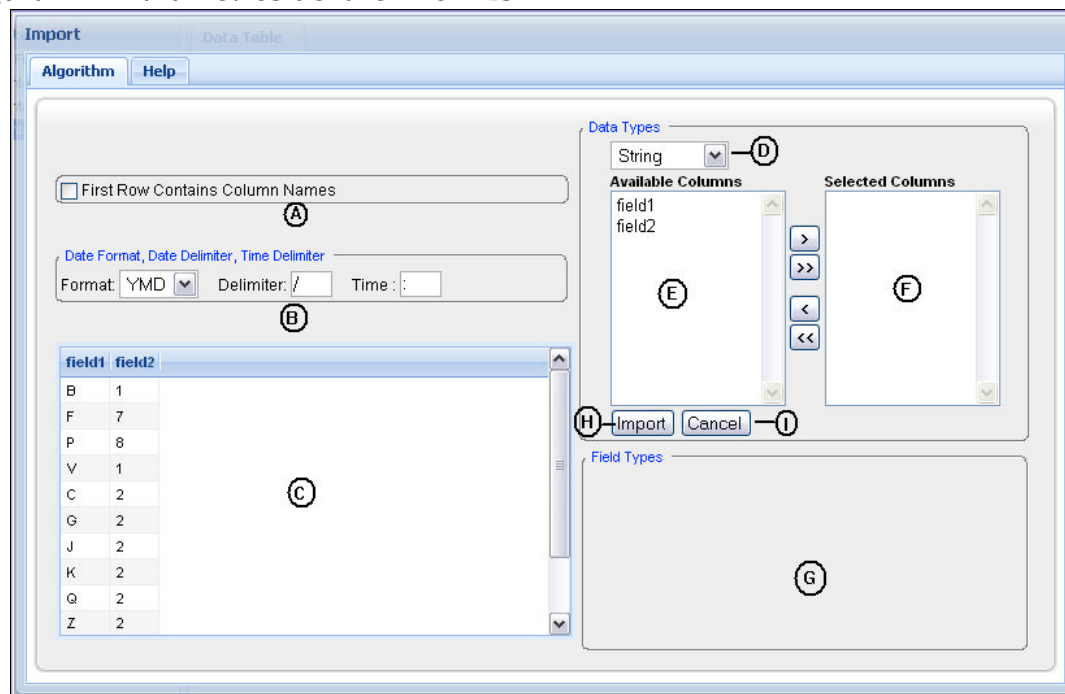 Import
Data Table
Algorithm Help
First Row Contains Column Names
A
Date Format, Date Delimiter, Time Delimiter
Format: YMD Delimiter: / Time : :
B
field1 field2
B 1
F 7
P 8
V 1
C 2
G 2
J 2
K 2
Q 2
Z 2
C
Data Types
String D
Available Columns Selected Columns
field1
field2
>
>>
<
<<
E F
H Import Cancel I
Field Types
G